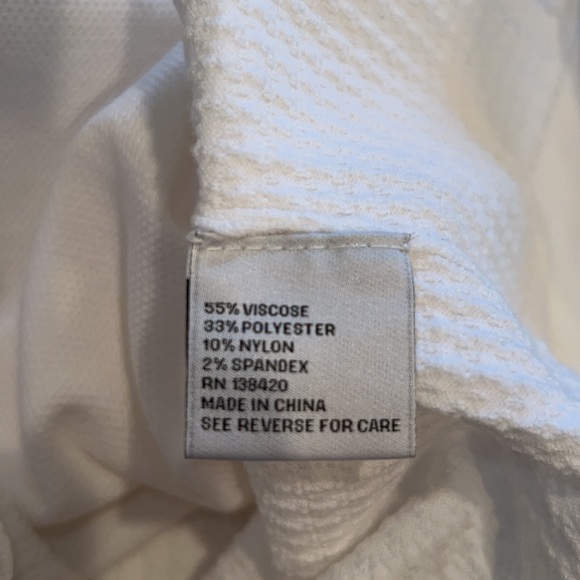 55% VISCOSE
33% POLYESTER
10% NYLON
2% SPANDEX
RN 138420
MADE IN CHINA
SEE REVERSE FOR CARE